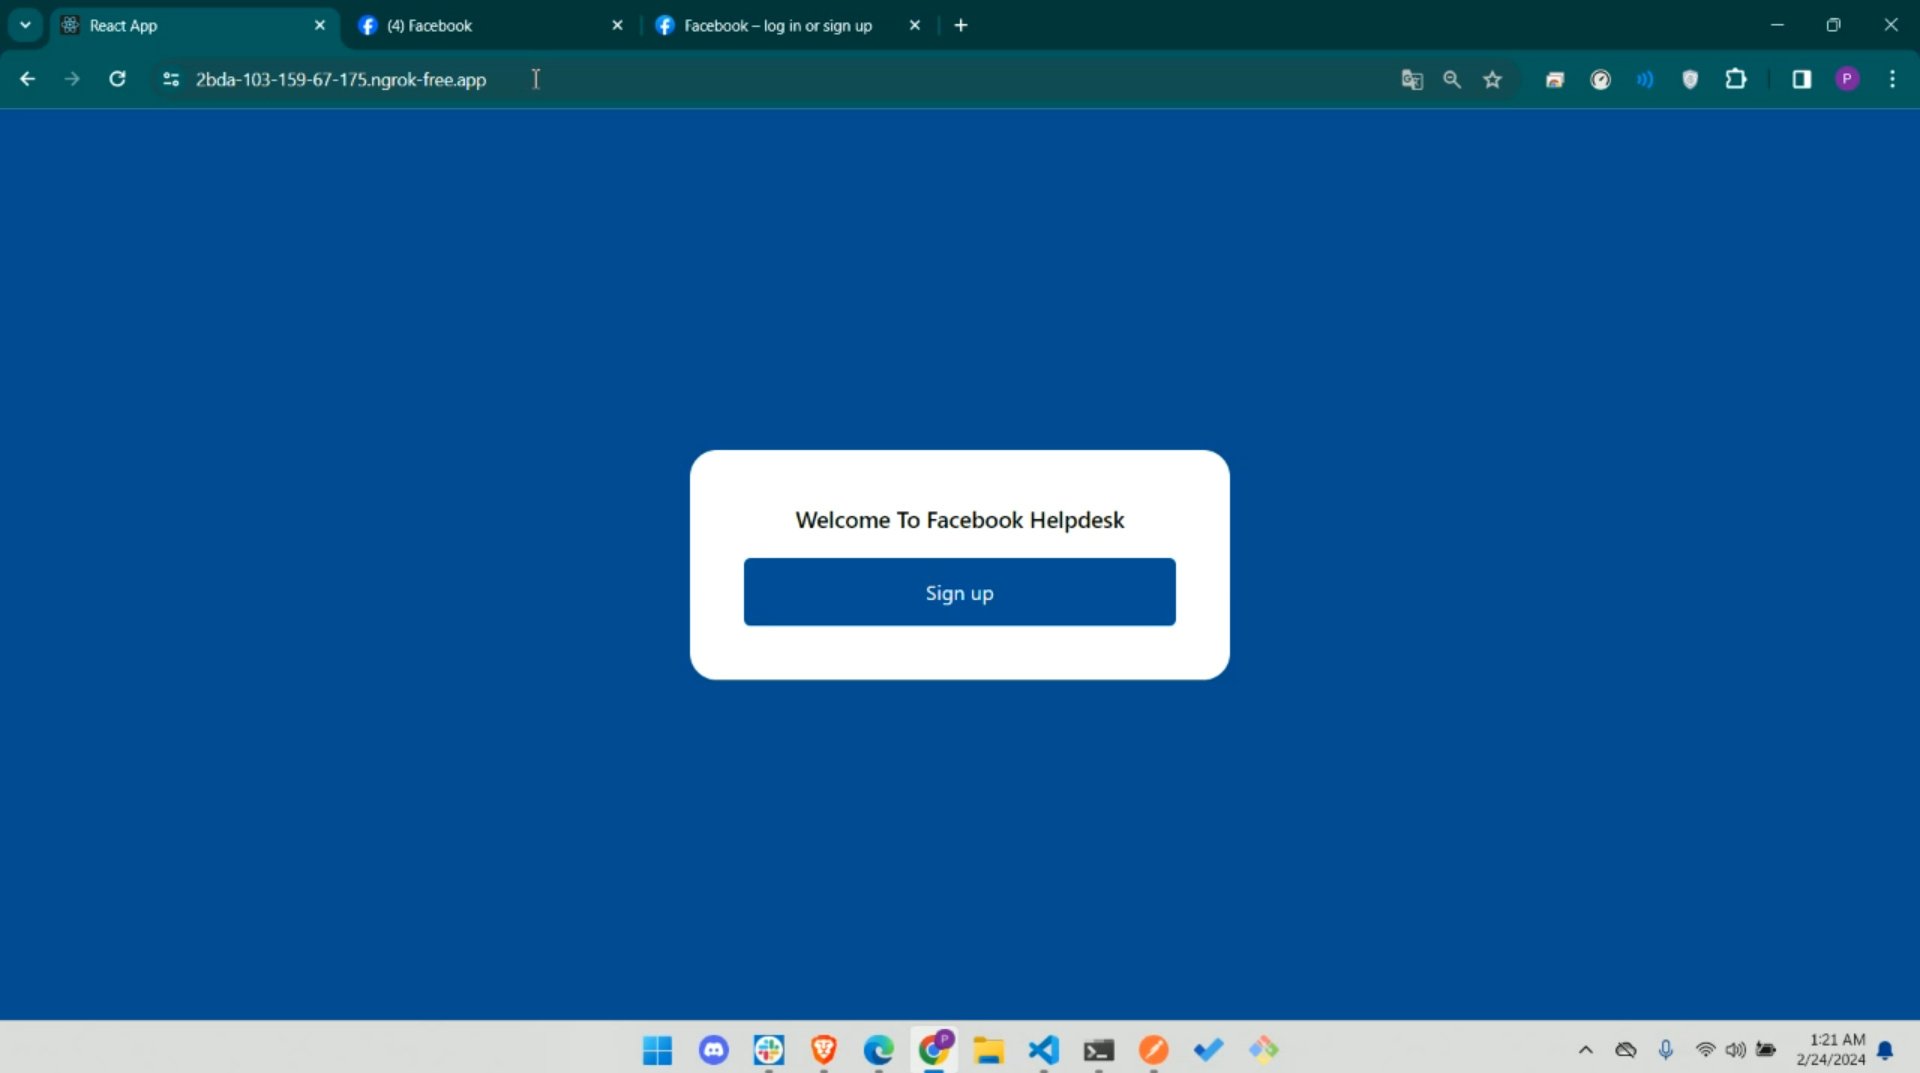 React App
(4) Facebook
Facebook – log in or sign up
2bda-103-159-67-175.ngrok-free.app
P
Welcome To Facebook Helpdesk
Sign up
P
1:21 AM
2/24/2024